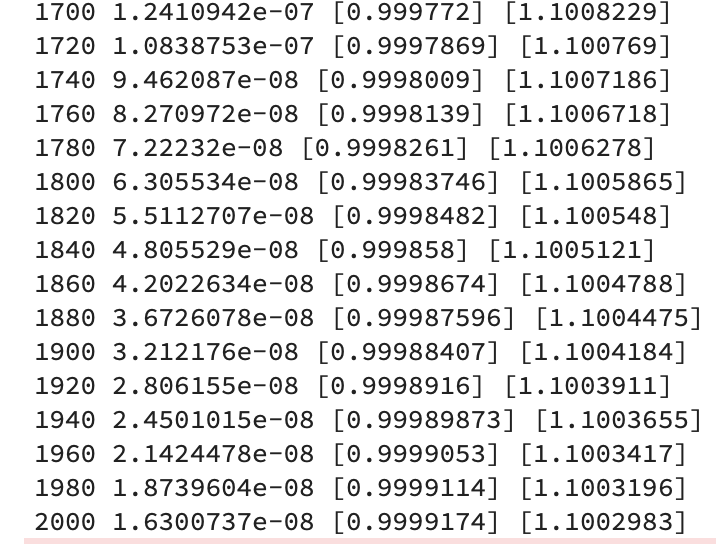 1700 1.2410942e-07 [0.999772] [1.1008229]
1720 1.0838753e-07 [0.9997869] [1.100769]
1740 9.462087e-08 [0.9998009] [1.1007186]
1760 8.270972e-08 [0.9998139] [1.1006718]
1780 7.22232e-08 [0.9998261] [1.1006278]
1800 6.305534e-08 [0.99983746] [1.1005865]
1820 5.5112707e-08 [0.9998482] [1.100548]
1840 4.805529e-08 [0.999858] [1.1005121]
1860 4.2022634e-08 [0.9998674] [1.1004788]
1880 3.6726078e-08 [0.99987596] [1.1004475]
1900 3.212176e-08 [0.99988407] [1.1004184]
1920 2.806155e-08 [0.9998916] [1.1003911]
1940 2.4501015e-08 [0.99989873] [1.1003655]
1960 2.1424478e-08 [0.9999053] [1.1003417]
1980 1.8739604e-08 [0.9999114] [1.1003196]
2000 1.6300737e-08 [0.9999174] [1.1002983]